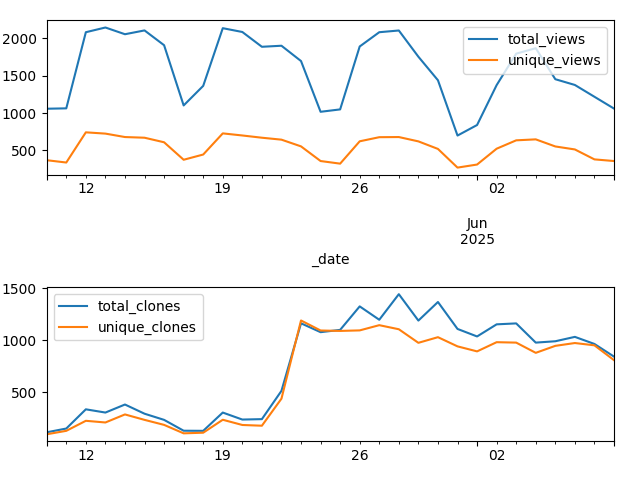 2000
1500
1000
500
total_views
unique_views
12
19
26
02
Jun
2025
_date
1500
1000
500
total_clones
unique_clones
12
19
26
02